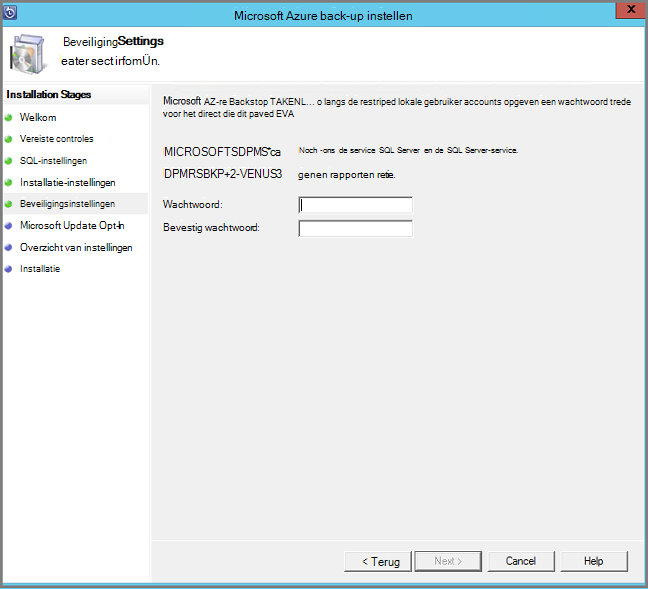 Microsoft Azure back-up instellen
x
BeveiligingSettings
eater sect irfomÜn.
Installation Stages
Welkom
Vereiste controles
SQL-instellingen
Installatie-instellingen
Beveiligingsinstellingen
Microsoft Update Opt-In
Overzicht van instellingen
Installatie
Microsoft AZ-re Backstop TAKENL... o langs de restriped lokale gebruiker accounts opgeven een wachtwoord trede
voor het direct die dit paved EVA
MICROSOFTSDPMS*ca Noch -ons de service SQL Server en de SQL Server-service.
DPMRSBKP+2-VENUS3 genen rapporten retie.
Wachtwoord:
Bevestig wachtwoord:
< Terug Next > Cancel Help